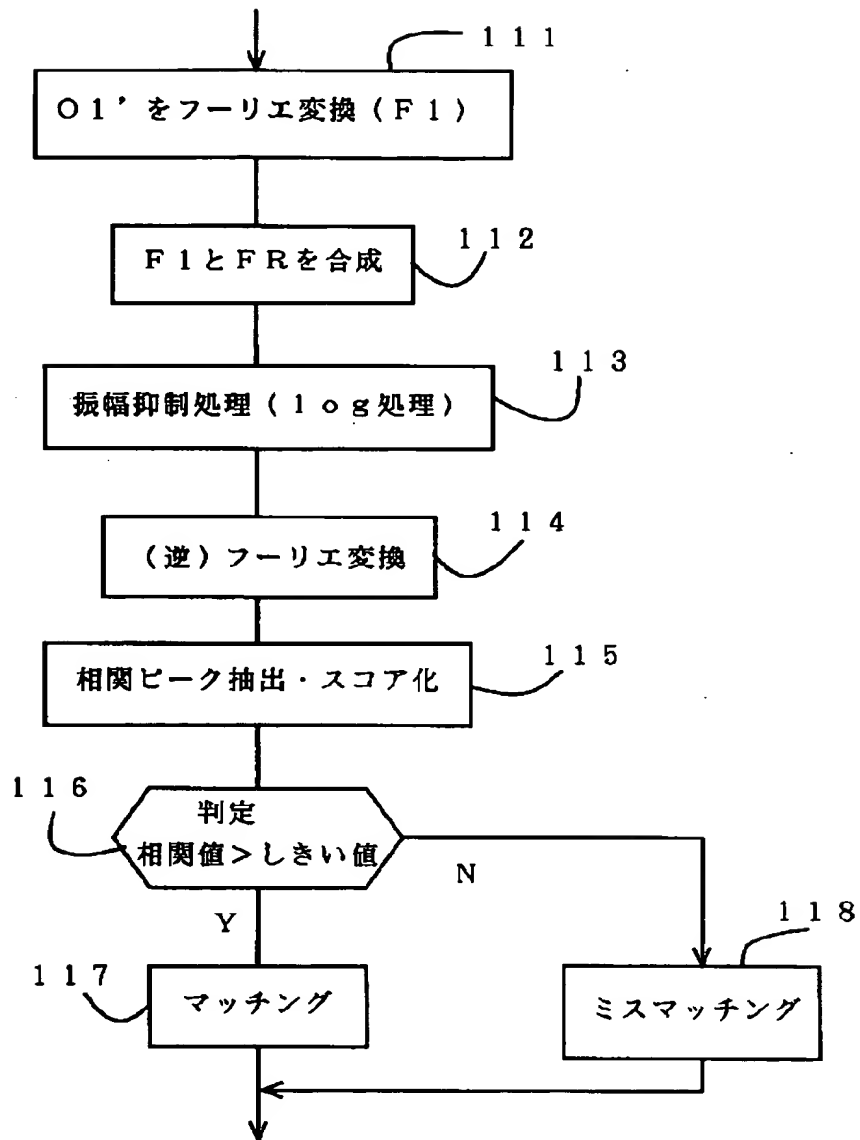 111
O1'をフーリエ変換(F1)
112
F1とFRを合成
113
振幅抑制処理(log処理)
114
(逆)フーリエ変換
115
相関ピーク抽出・スコア化
116
判定
相関値>しきい値
N
Y
118
117
マッチング
ミスマッチング